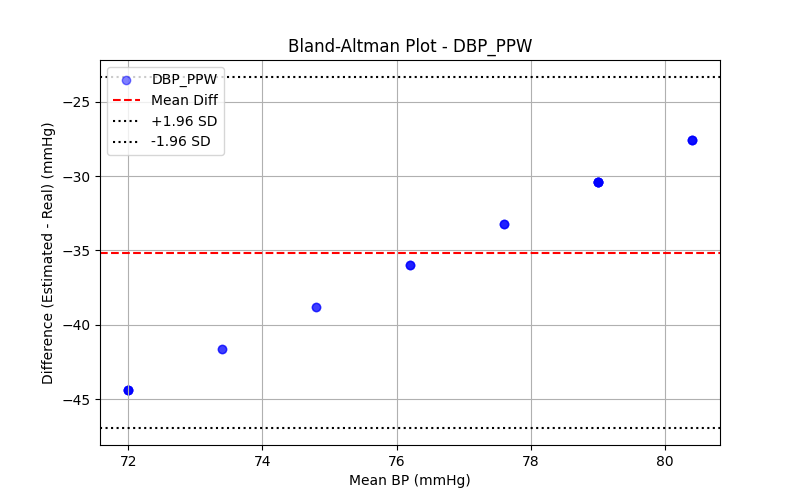 Bland-Altman Plot - DBP_PPW
DBP_PPW
Mean Diff
+1.96 SD
-1.96 SD
Difference (Estimated - Real) (mmHg)
−25
−30
−35
−40
−45
72 74 76 78 80
Mean BP (mmHg)